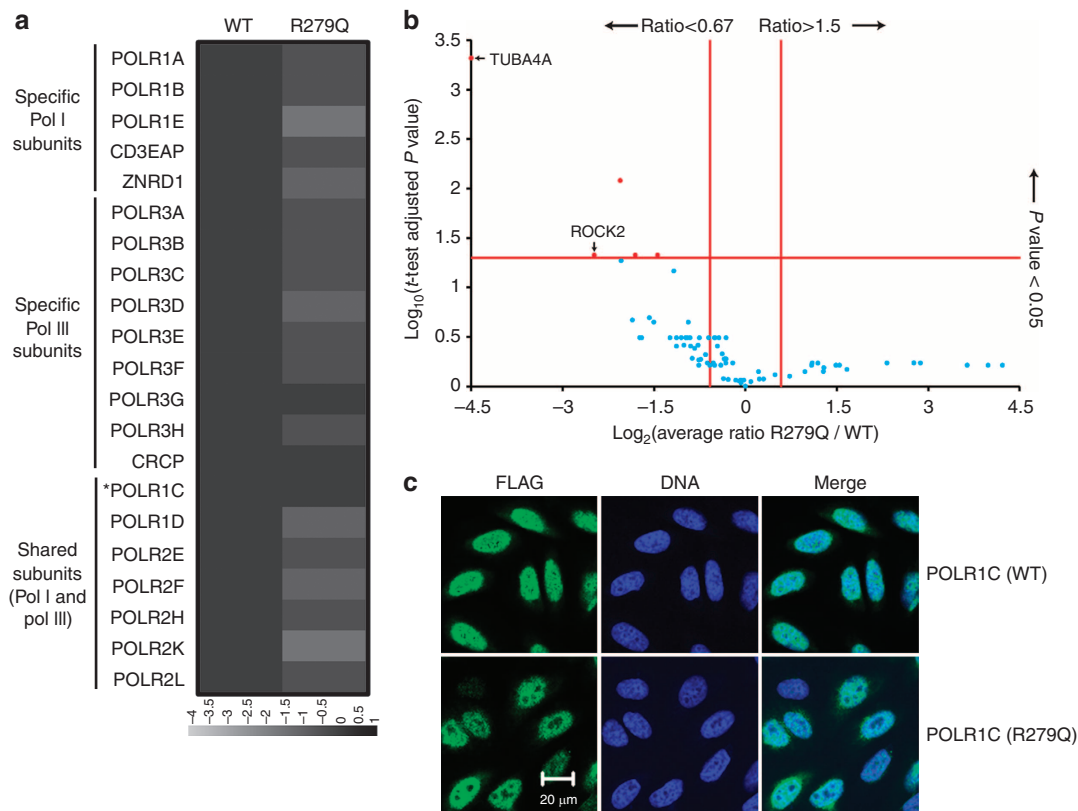 a
WT R279Q
Specific
Pol I
subunits
POLR1A
POLR1B
POLR1E
CD3EAP
ZNRD1
Specific
Pol III
subunits
POLR3A
POLR3B
POLR3C
POLR3D
POLR3E
POLR3F
POLR3G
POLR3H
CRCP
Shared
subunits
(Pol I and
pol III)
*POLR1C
POLR1D
POLR2E
POLR2F
POLR2H
POLR2K
POLR2L
−4 −3.5 −3 −2.5 −2 −1.5 −1 −0.5 0 0.5 1
b
Ratio<0.67 Ratio>1.5
Log10(t-test adjusted P value)
3.5
3
2.5
2
1.5
1
0.5
0
TUBA4A
ROCK2
P value < 0.05
−4.5 −3 −1.5 0 1.5 3 4.5
Log2(average ratio R279Q / WT)
c
FLAG DNA Merge
POLR1C (WT)
POLR1C (R279Q)
20 µm